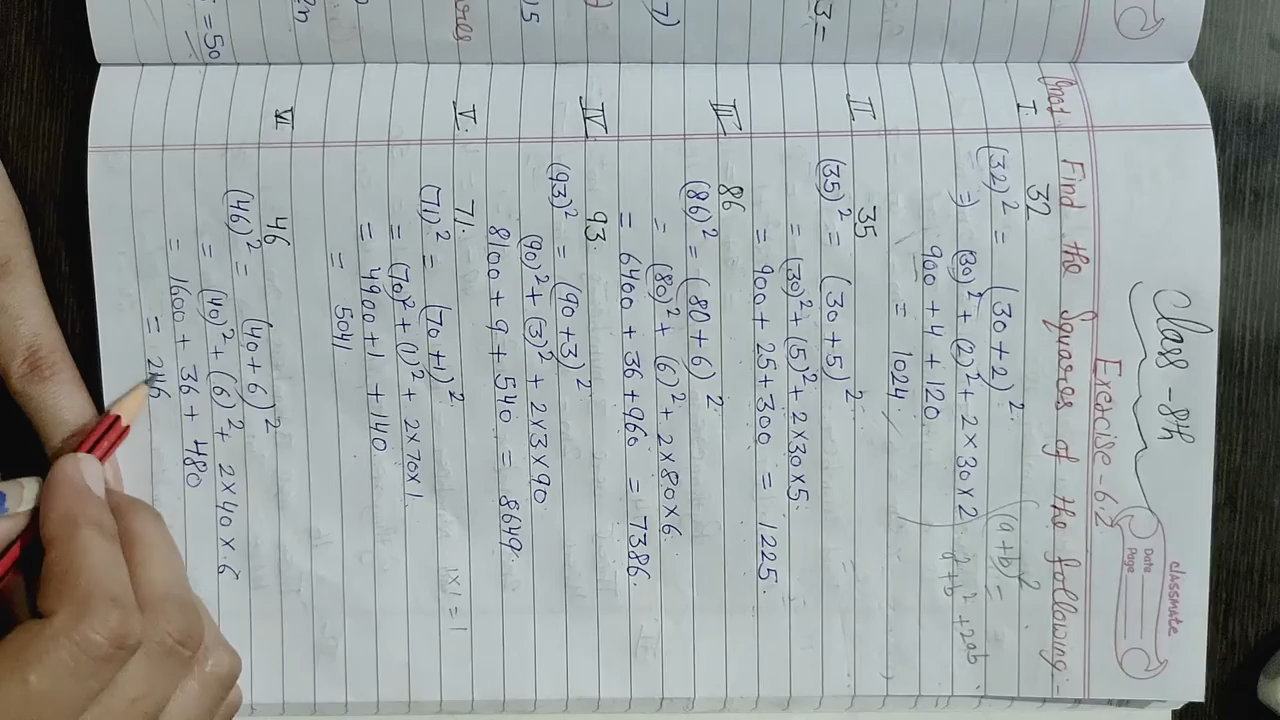 classmate
Date
Page
Class - 8th
Exercise - 6.2
Find the Squares of the following:-
I. 32
(a+b)² =
(32)² = (30+2)²
a²+b²+2ab
⇒ (30)² + (2)² + 2×30×2
900 + 4 + 120
= 1024
II 35
(35)² = (30+5)²
= (30)² + (5)² + 2×30×5.
= 900 + 25 + 300 = 1225.
III 86
(86)² = (80+6)²
= (80)² + (6)² + 2×80×6.
= 6400 + 36 + 960 = 7386.
IV. 93.
(93)² = (90+3)²
(90)² + (3)² + 2×3×90
8100 + 9 + 540 = 8649.
V. 71.
1×1=1
(71)² = (70+1)².
= (70)² + (1)² + 2×70×1.
= 4900 + 1 + 140
= 5041
46
(46)² = (40+6)²
= (40)² + (6)² + 2×40×6
= 1600 + 36 + 480
3 =
7)
15
ores
= 50